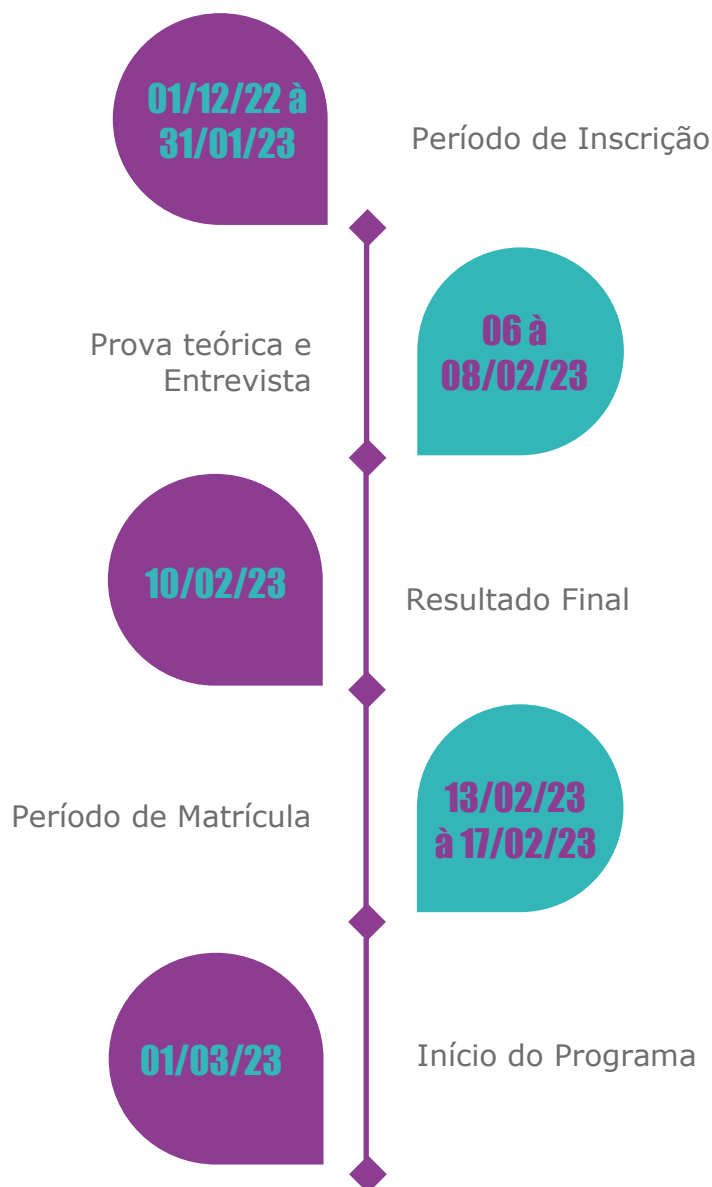 01/12/22 à
31/01/23
Período de Inscrição
Prova teórica e
Entrevista
06 à
08/02/23
10/02/23
Resultado Final
Período de Matrícula
13/02/23
à 17/02/23
01/03/23
Início do Programa